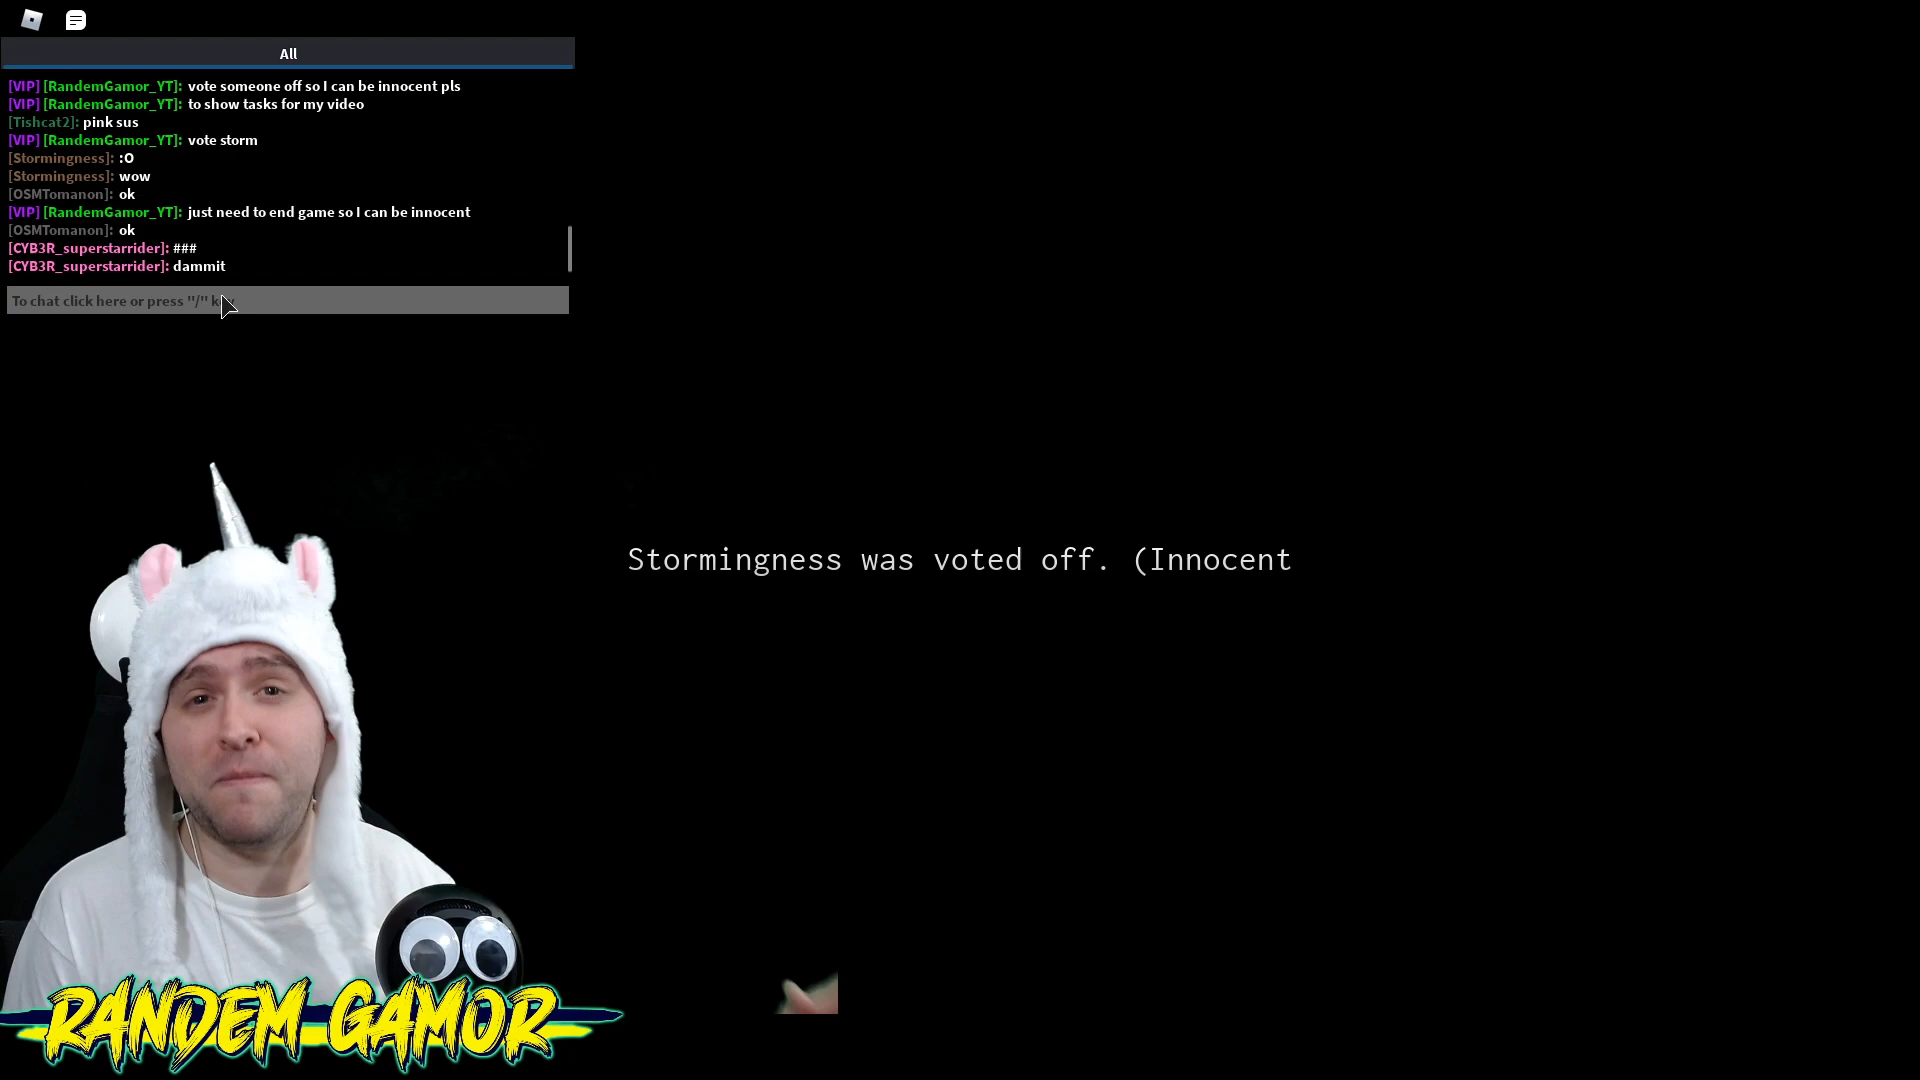 All
[VIP] [RandemGamor_YT]: vote someone off so I can be innocent pls
[VIP] [RandemGamor_YT]: to show tasks for my video
[Tishcat2]: pink sus
[VIP] [RandemGamor_YT]: vote storm
[Stormingness]: :O
[Stormingness]: wow
[OSMTomanon]: ok
[VIP] [RandemGamor_YT]: just need to end game so I can be innocent
[OSMTomanon]: ok
[CYB3R_superstarrider]: ###
[CYB3R_superstarrider]: dammit
To chat click here or press "/" key
Stormingness was voted off. (Innocent
RANDEM GAMOR